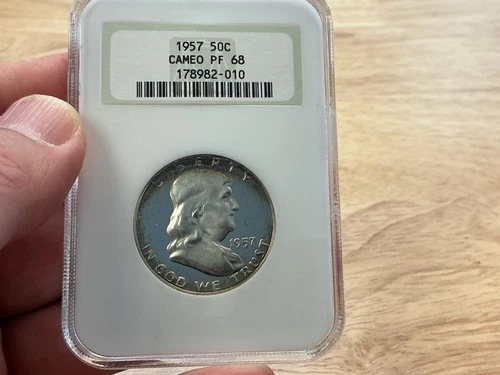 1957 50C
CAMEO PF 68
178982-010
LIBERTY
1957
IN GOD WE TRUST